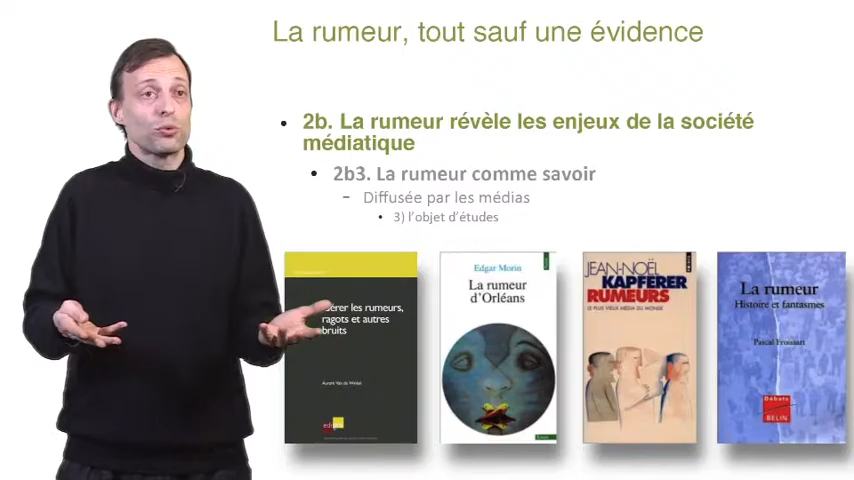 La rumeur, tout sauf une évidence
• 2b. La rumeur révèle les enjeux de la société
médiatique
• 2b3. La rumeur comme savoir
– Diffusée par les médias
• 3) l'objet d'études
les rumeurs,
ragots et autres
bruits
Edgar Morin
La rumeur
d'Orléans
JEAN-NOËL
KAPFERER
RUMEURS
LE PLUS VIEUX MÉDIA DU MONDE
La rumeur
Histoire et fantasmes
Pascal Froissart
Débats
BELIN